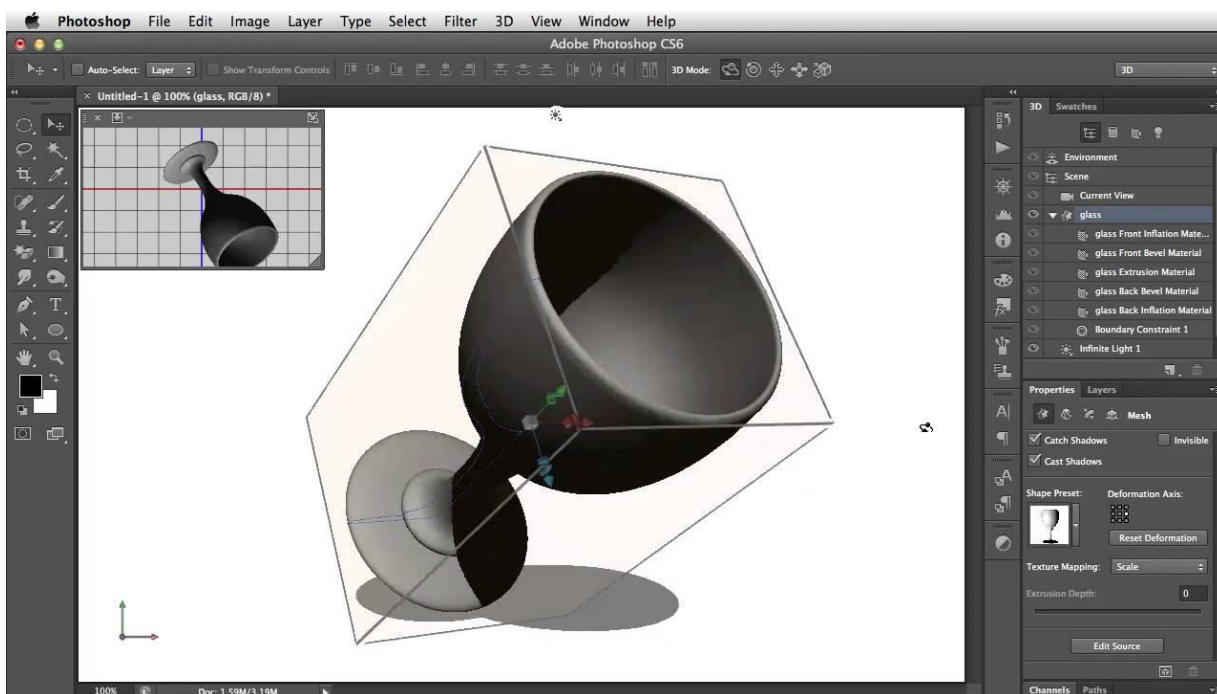 Photoshop File Edit Image Layer Type Select Filter 3D View Window Help
Adobe Photoshop CS6
Auto-Select: Layer Show Transform Controls 3D Mode: 3D
× Untitled-1 @ 100% (glass, RGB/8) *
3D Swatches
Environment
Scene
Current View
glass
glass Front Inflation Mate...
glass Front Bevel Material
glass Extrusion Material
glass Back Bevel Material
glass Back Inflation Material
Boundary Constraint 1
Infinite Light 1
Properties Layers
Mesh
Catch Shadows Invisible
Cast Shadows
Shape Preset: Deformation Axis:
Reset Deformation
Texture Mapping: Scale
Extrusion Depth: 0
Edit Source
100% Doc: 1.59M/3.19M
Channels Paths